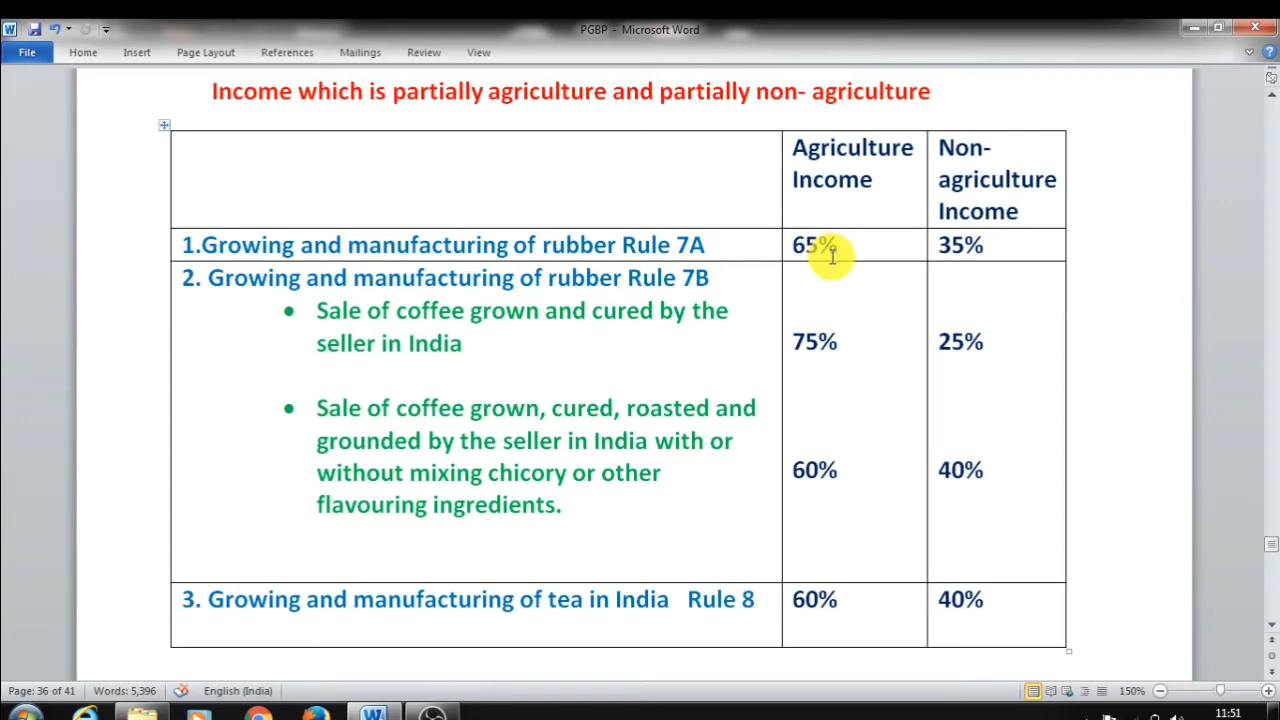 PGBP - Microsoft Word
File Home Insert Page Layout References Mailings Review View
Income which is partially agriculture and partially non- agriculture
Agriculture Income
Non-agriculture Income
1.Growing and manufacturing of rubber Rule 7A 65% 35%
2. Growing and manufacturing of rubber Rule 7B
• Sale of coffee grown and cured by the
seller in India 75% 25%
• Sale of coffee grown, cured, roasted and
grounded by the seller in India with or
without mixing chicory or other 60% 40%
flavouring ingredients.
3. Growing and manufacturing of tea in India Rule 8 60% 40%
Page: 36 of 41 Words: 5,396 English (India) 150%
11:51